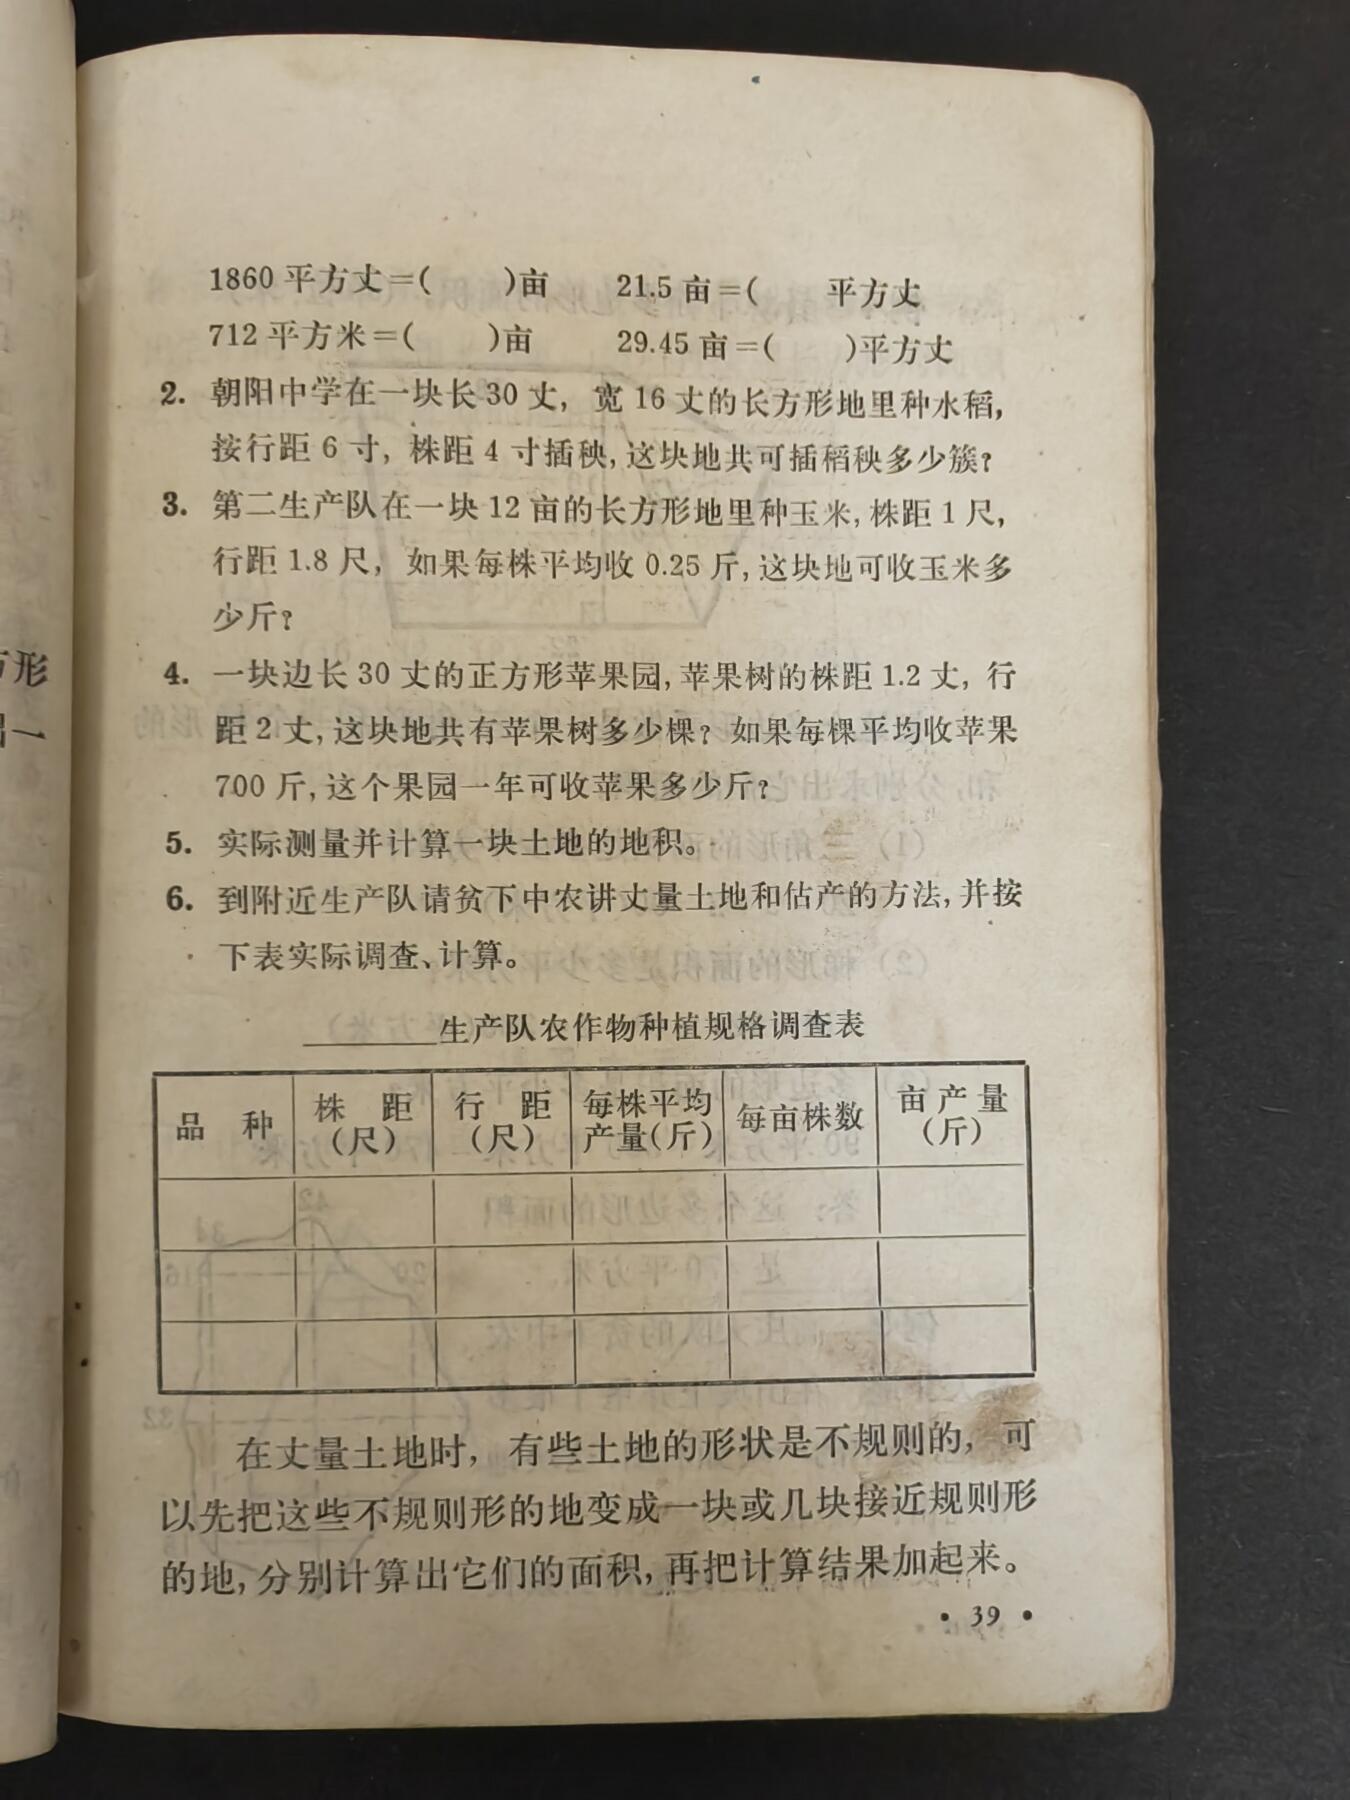 1860 平方丈=(　　)亩　　21.5 亩=(　　平方丈
712 平方米=(　　)亩　　29.45 亩=(　　)平方丈
2. 朝阳中学在一块长 30 丈, 宽 16 丈的长方形地里种水稻,
按行距 6 寸, 株距 4 寸插秧, 这块地共可插稻秧多少簇?
3. 第二生产队在一块 12 亩的长方形地里种玉米, 株距 1 尺,
行距 1.8 尺, 如果每株平均收 0.25 斤, 这块地可收玉米多
少斤?
方形
一
4. 一块边长 30 丈的正方形苹果园, 苹果树的株距 1.2 丈, 行
距 2 丈, 这块地共有苹果树多少棵? 如果每棵平均收苹果
700 斤, 这个果园一年可收苹果多少斤?
5. 实际测量并计算一块土地的地积。
6. 到附近生产队请贫下中农讲丈量土地和估产的方法, 并按
下表实际调查、计算。
______生产队农作物种植规格调查表
品 种　株 距(尺)　行 距(尺)　每株平均产量(斤)　每亩株数　亩产量(斤)
在丈量土地时, 有些土地的形状是不规则的, 可
以先把这些不规则形的地变成一块或几块接近规则形
的地, 分别计算出它们的面积, 再把计算结果加起来。
• 39 •